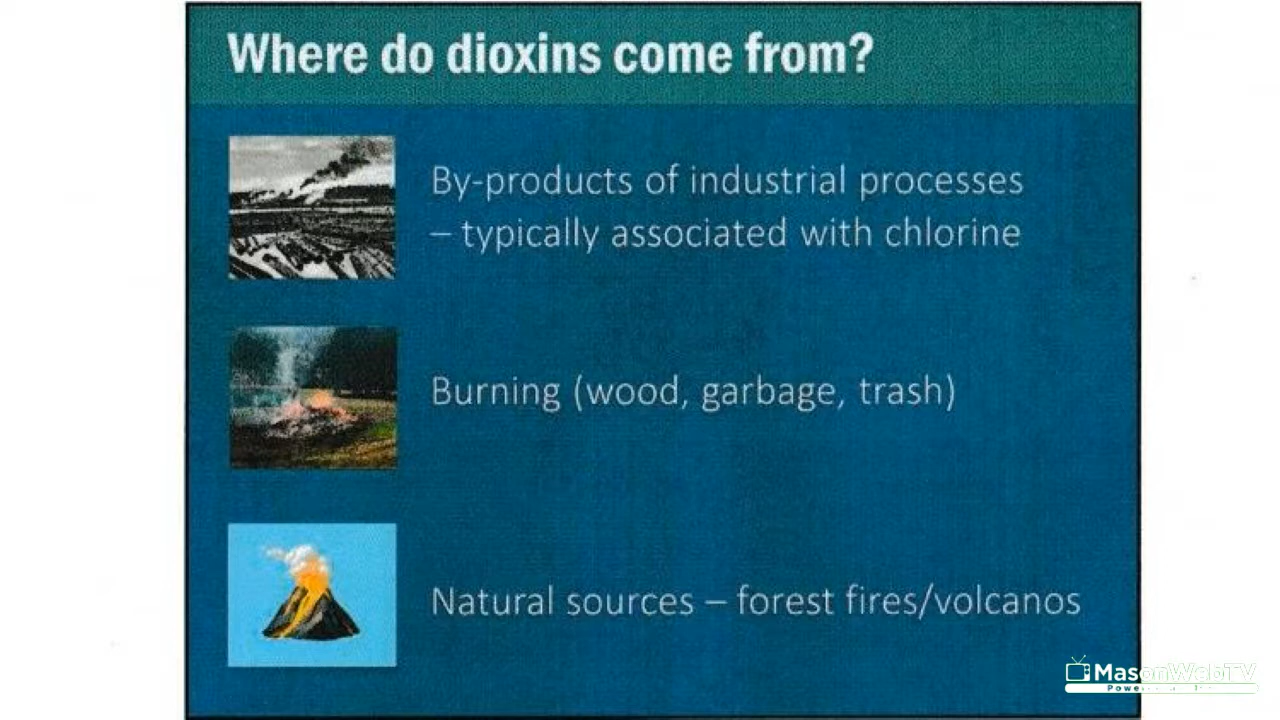 Where do dioxins come from?
By-products of industrial processes
– typically associated with chlorine
Burning (wood, garbage, trash)
Natural sources – forest fires/volcanos
MasonWebTV